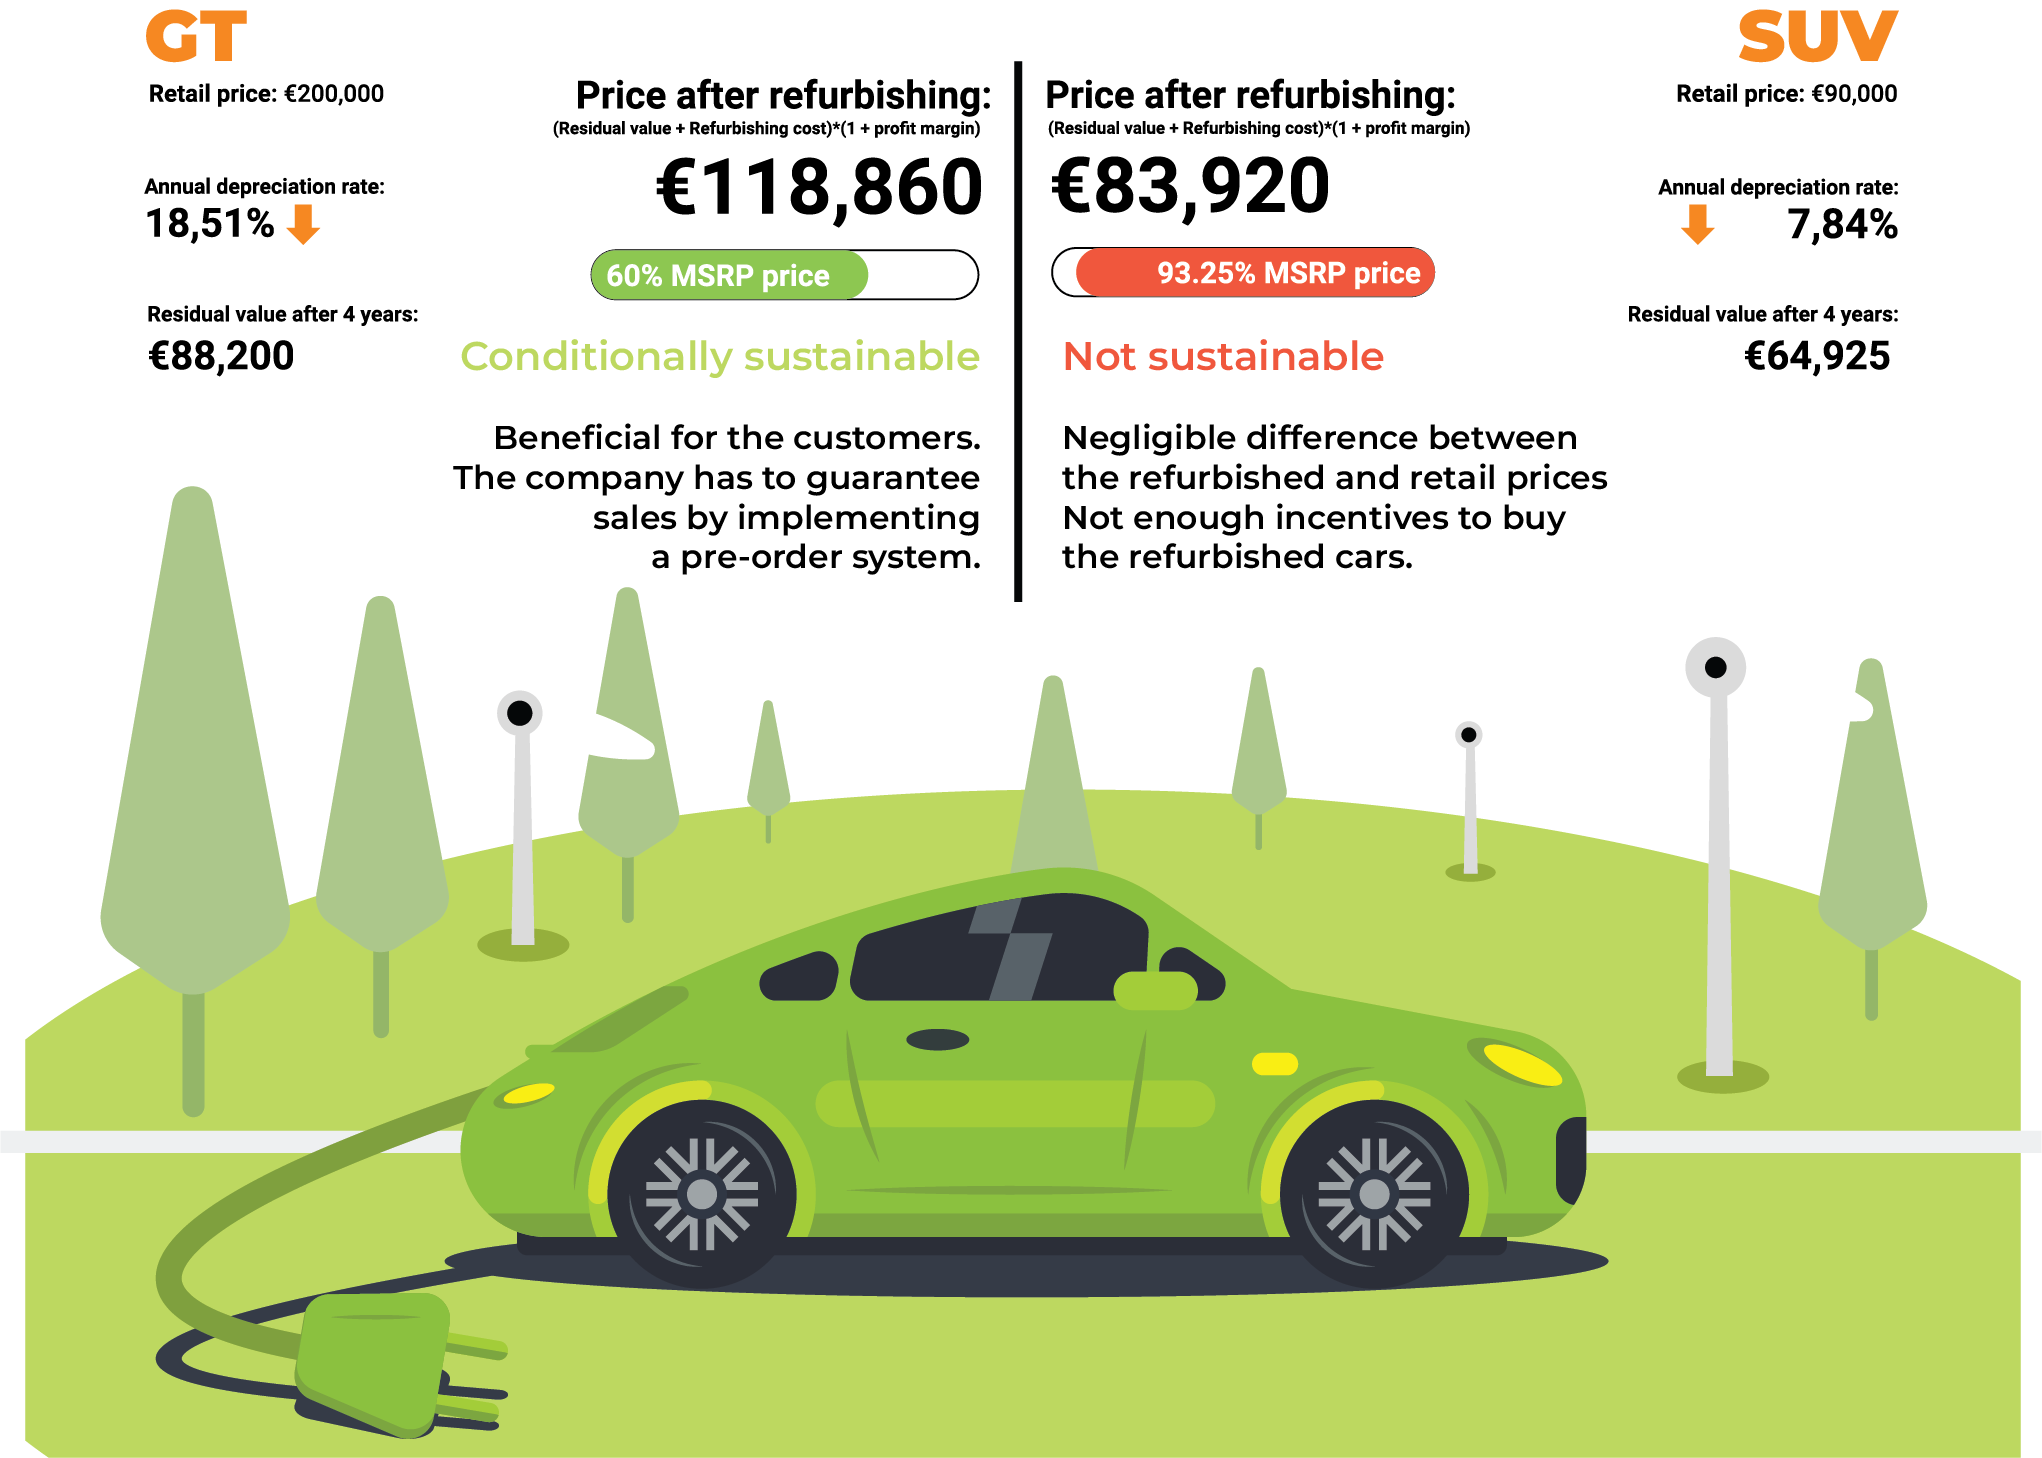 GT
Retail price: €200,000
Annual depreciation rate:
18,51%
Residual value after 4 years:
€88,200
Price after refurbishing:
(Residual value + Refurbishing cost)*(1 + profit margin)
€118,860
60% MSRP price
Conditionally sustainable
Beneficial for the customers.
The company has to guarantee
sales by implementing
a pre-order system.
Price after refurbishing:
(Residual value + Refurbishing cost)*(1 + profit margin)
€83,920
93.25% MSRP price
Not sustainable
Negligible difference between
the refurbished and retail prices
Not enough incentives to buy
the refurbished cars.
SUV
Retail price: €90,000
Annual depreciation rate:
7,84%
Residual value after 4 years:
€64,925